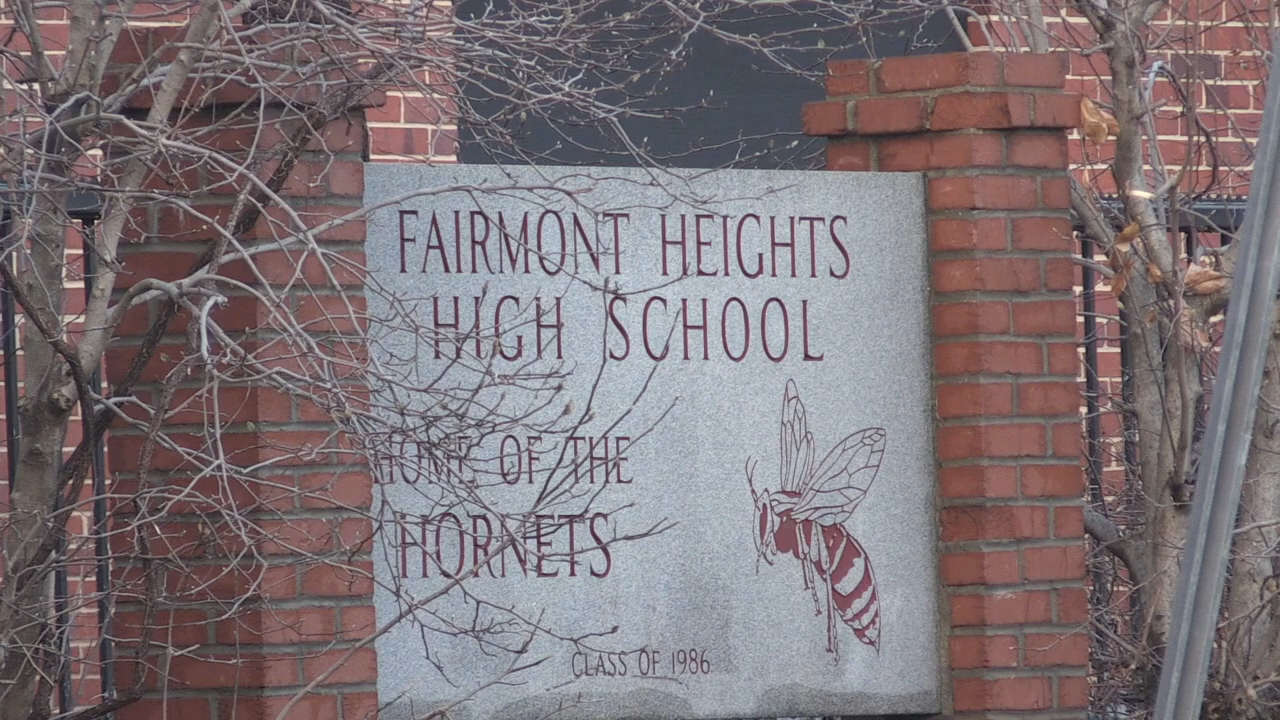 FAIRMONT HEIGHTS
HIGH SCHOOL
HOME OF THE
HORNETS
CLASS OF 1986